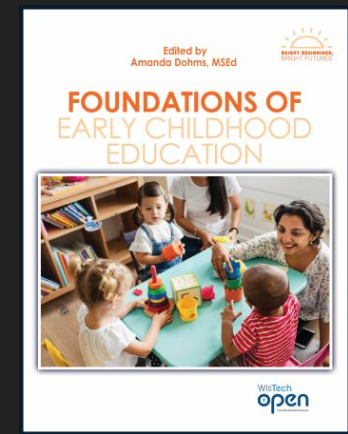 Edited by
Amanda Dohms, MSEd
BRIGHT BEGINNINGS,
BRIGHT FUTURES
FOUNDATIONS OF
EARLY CHILDHOOD
EDUCATION
WisTech
open